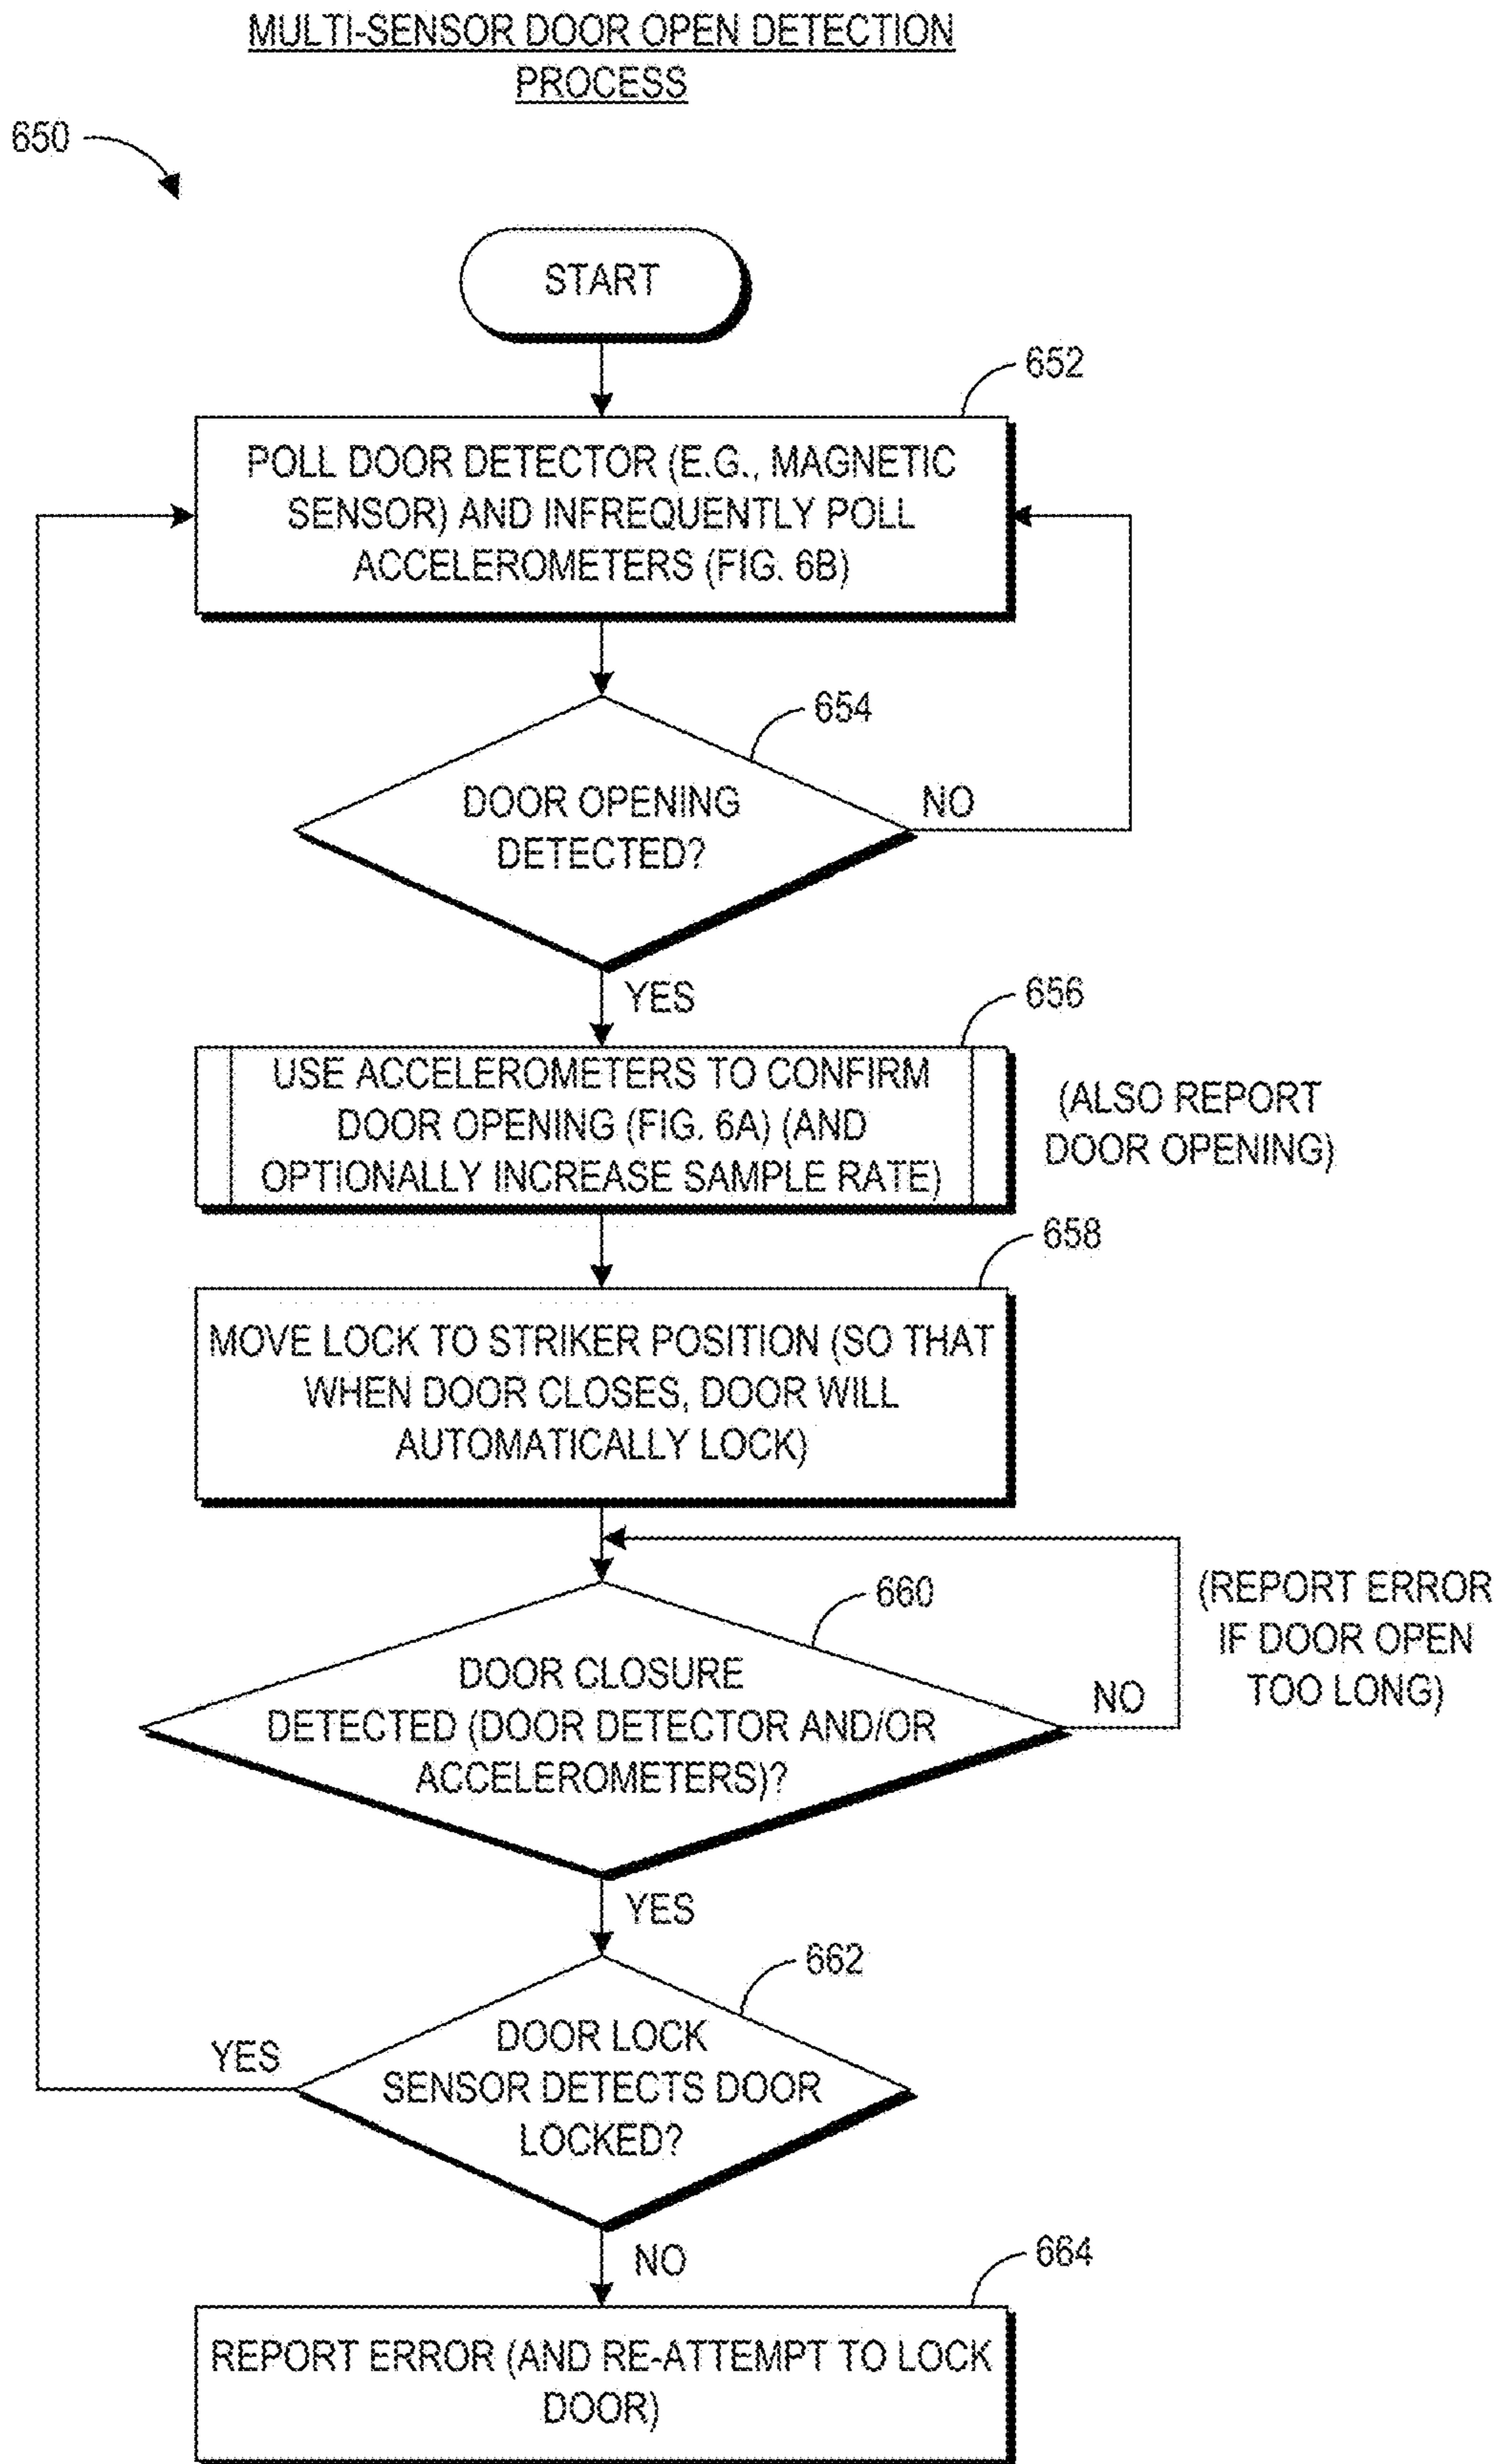 MULTI-SENSOR DOOR OPEN DETECTION
PROCESS
650
START
652
POLL DOOR DETECTOR (E.G., MAGNETIC
SENSOR) AND INFREQUENTLY POLL
ACCELEROMETERS (FIG. 6B)
654
DOOR OPENING
DETECTED?
NO
YES
656
USE ACCELEROMETERS TO CONFIRM
DOOR OPENING (FIG. 6A) (AND
OPTIONALLY INCREASE SAMPLE RATE)
(ALSO REPORT
DOOR OPENING)
658
MOVE LOCK TO STRIKER POSITION (SO THAT
WHEN DOOR CLOSES, DOOR WILL
AUTOMATICALLY LOCK)
660
DOOR CLOSURE
DETECTED (DOOR DETECTOR AND/OR
ACCELEROMETERS)?
NO
(REPORT ERROR
IF DOOR OPEN
TOO LONG)
YES
662
DOOR LOCK
SENSOR DETECTS DOOR
LOCKED?
YES
NO
664
REPORT ERROR (AND RE-ATTEMPT TO LOCK
DOOR)